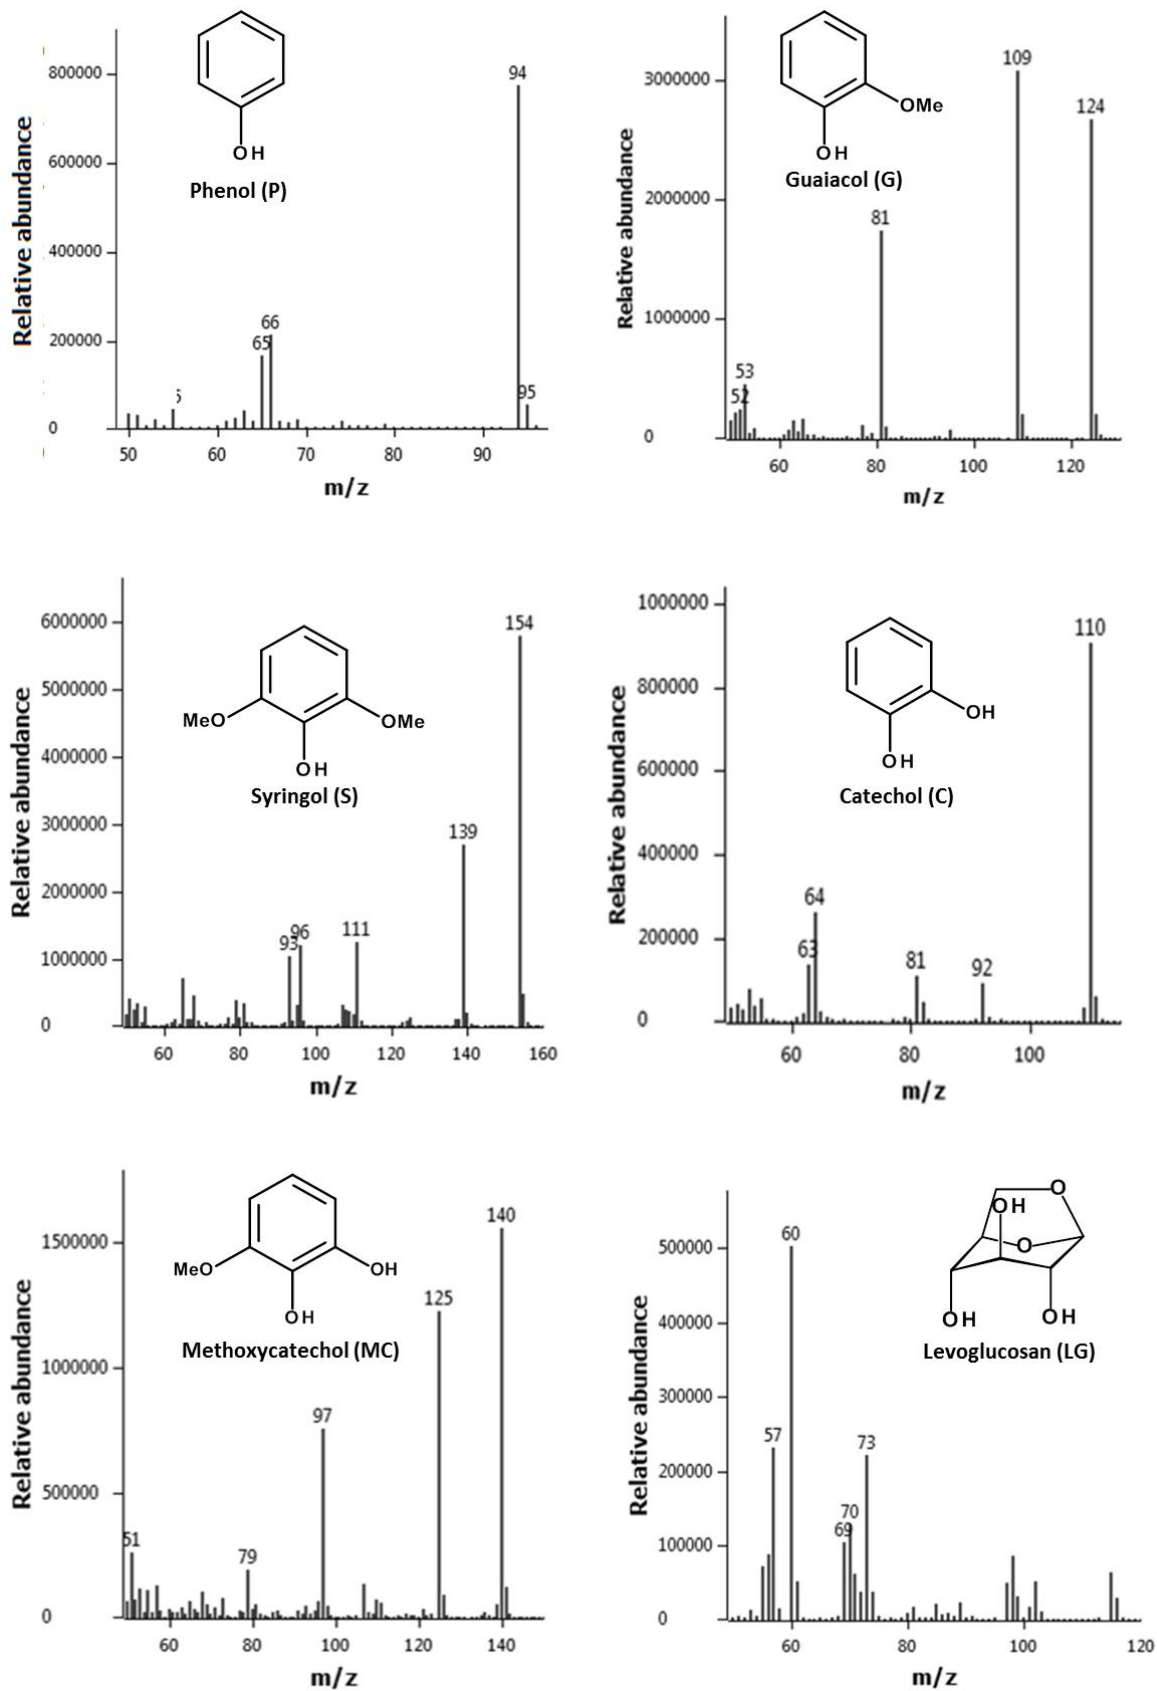 OH
Phenol (P)
Relative abundance
800000
600000
400000
200000
0
94
66
65
95
50 60 70 80 90
m/z
OMe
OH
Guaiacol (G)
Relative abundance
3000000
2000000
1000000
0
109
124
81
53
52
60 80 100 120
m/z
MeO OMe
OH
Syringol (S)
Relative abundance
6000000
5000000
4000000
3000000
2000000
1000000
0
154
139
111
96
93
60 80 100 120 140 160
m/z
OH
OH
Catechol (C)
Relative abundance
1000000
800000
600000
400000
200000
0
110
64
63
81
92
60 80 100
m/z
MeO OH
OH
Methoxycatechol (MC)
Relative abundance
1500000
1000000
500000
0
140
125
97
79
51
60 80 100 120 140
m/z
O
OH
O
OH OH
Levoglucosan (LG)
Relative abundance
500000
400000
300000
200000
100000
0
60
57
73
70
69
60 80 100 120
m/z